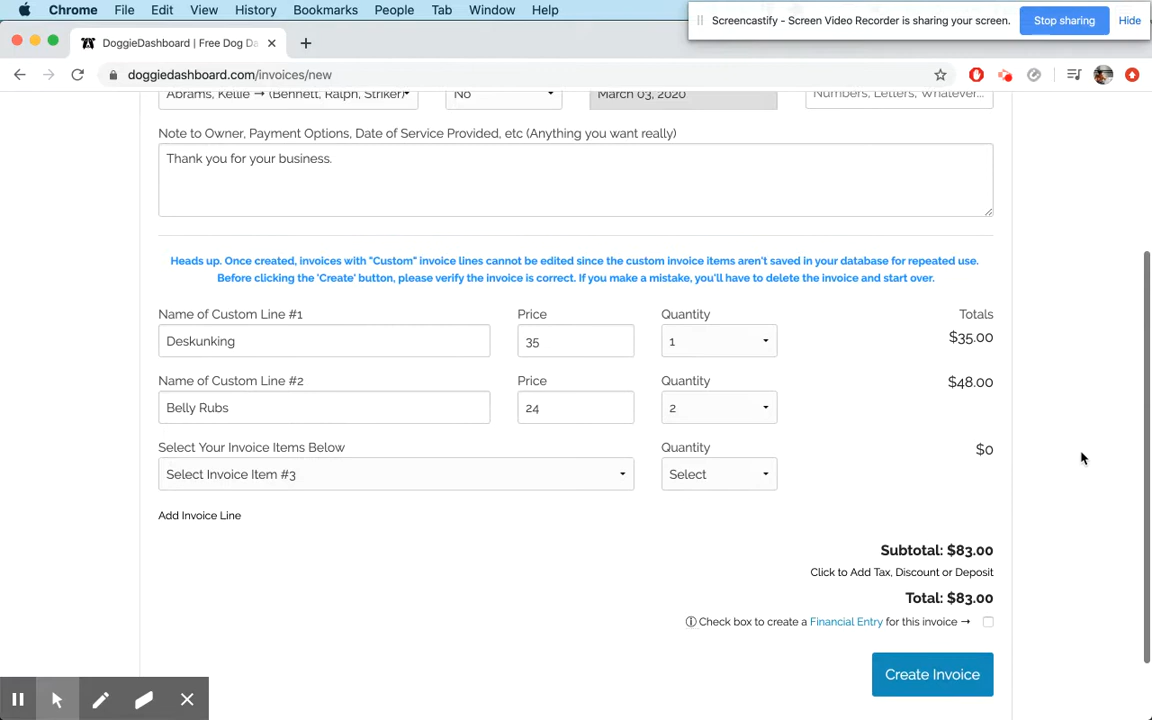 Chrome File Edit View History Bookmarks People Tab Window Help
Screencastify - Screen Video Recorder is sharing your screen. Stop sharing Hide
DoggieDashboard | Free Dog Da
doggiedashboard.com/invoices/new
Abrams, Kellie → (Bennett, Ralph, Striker) No March 03, 2020 Numbers, Letters, Whatever...
Note to Owner, Payment Options, Date of Service Provided, etc (Anything you want really)
Thank you for your business.
Heads up. Once created, invoices with "Custom" invoice lines cannot be edited since the custom invoice items aren't saved in your database for repeated use.
Before clicking the 'Create' button, please verify the invoice is correct. If you make a mistake, you'll have to delete the invoice and start over.
Name of Custom Line #1 Price Quantity Totals
Deskunking 35 1 $35.00
Name of Custom Line #2 Price Quantity
Belly Rubs 24 2 $48.00
Select Your Invoice Items Below Quantity
Select Invoice Item #3 Select $0
Add Invoice Line
Subtotal: $83.00
Click to Add Tax, Discount or Deposit
Total: $83.00
Check box to create a Financial Entry for this invoice →
Create Invoice